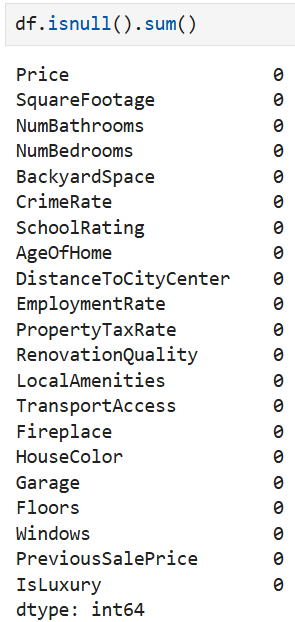 df.isnull().sum()
Price 0
SquareFootage 0
NumBathrooms 0
NumBedrooms 0
BackyardSpace 0
CrimeRate 0
SchoolRating 0
AgeOfHome 0
DistanceToCityCenter 0
EmploymentRate 0
PropertyTaxRate 0
RenovationQuality 0
LocalAmenities 0
TransportAccess 0
Fireplace 0
HouseColor 0
Garage 0
Floors 0
Windows 0
PreviousSalePrice 0
IsLuxury 0
dtype: int64